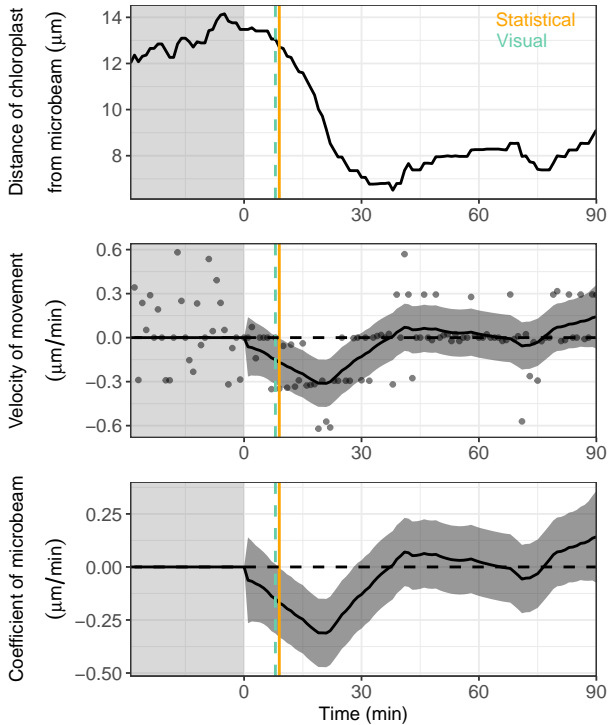 Distance of chloroplast
from microbeam (μm)
14
12
10
8
Statistical
Visual
0
30
60
90
Velocity of movement
(μm/min)
0.6
0.3
0.0
−0.3
−0.6
0
30
60
90
Coefficient of microbeam
(μm/min)
0.25
0.00
−0.25
−0.50
0
30
60
90
Time (min)